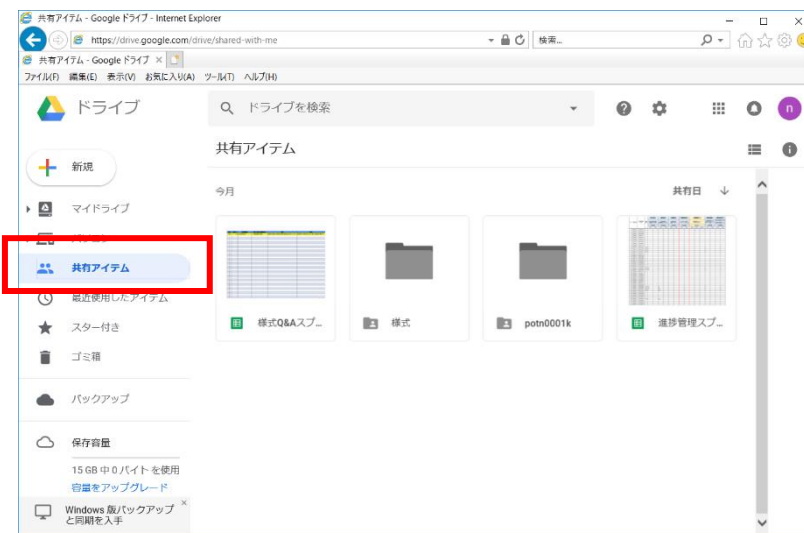 共有アイテム - Google ドライブ - Internet Explorer
https://drive.google.com/drive/shared-with-me
検索...
共有アイテム - Google ドライブ
ファイル(F) 編集(E) 表示(V) お気に入り(A) ツール(T) ヘルプ(H)
ドライブ
ドライブを検索
n
新規
共有アイテム
今月
共有日
マイドライブ
共有アイテム
最近使用したアイテム
スター付き
ゴミ箱
様式Q&Aスプ...
様式
potn0001k
進捗管理スプ...
バックアップ
保存容量
15 GB 中 0 バイト を使用
容量をアップグレード
Windows 版バックアップ
と同期を入手